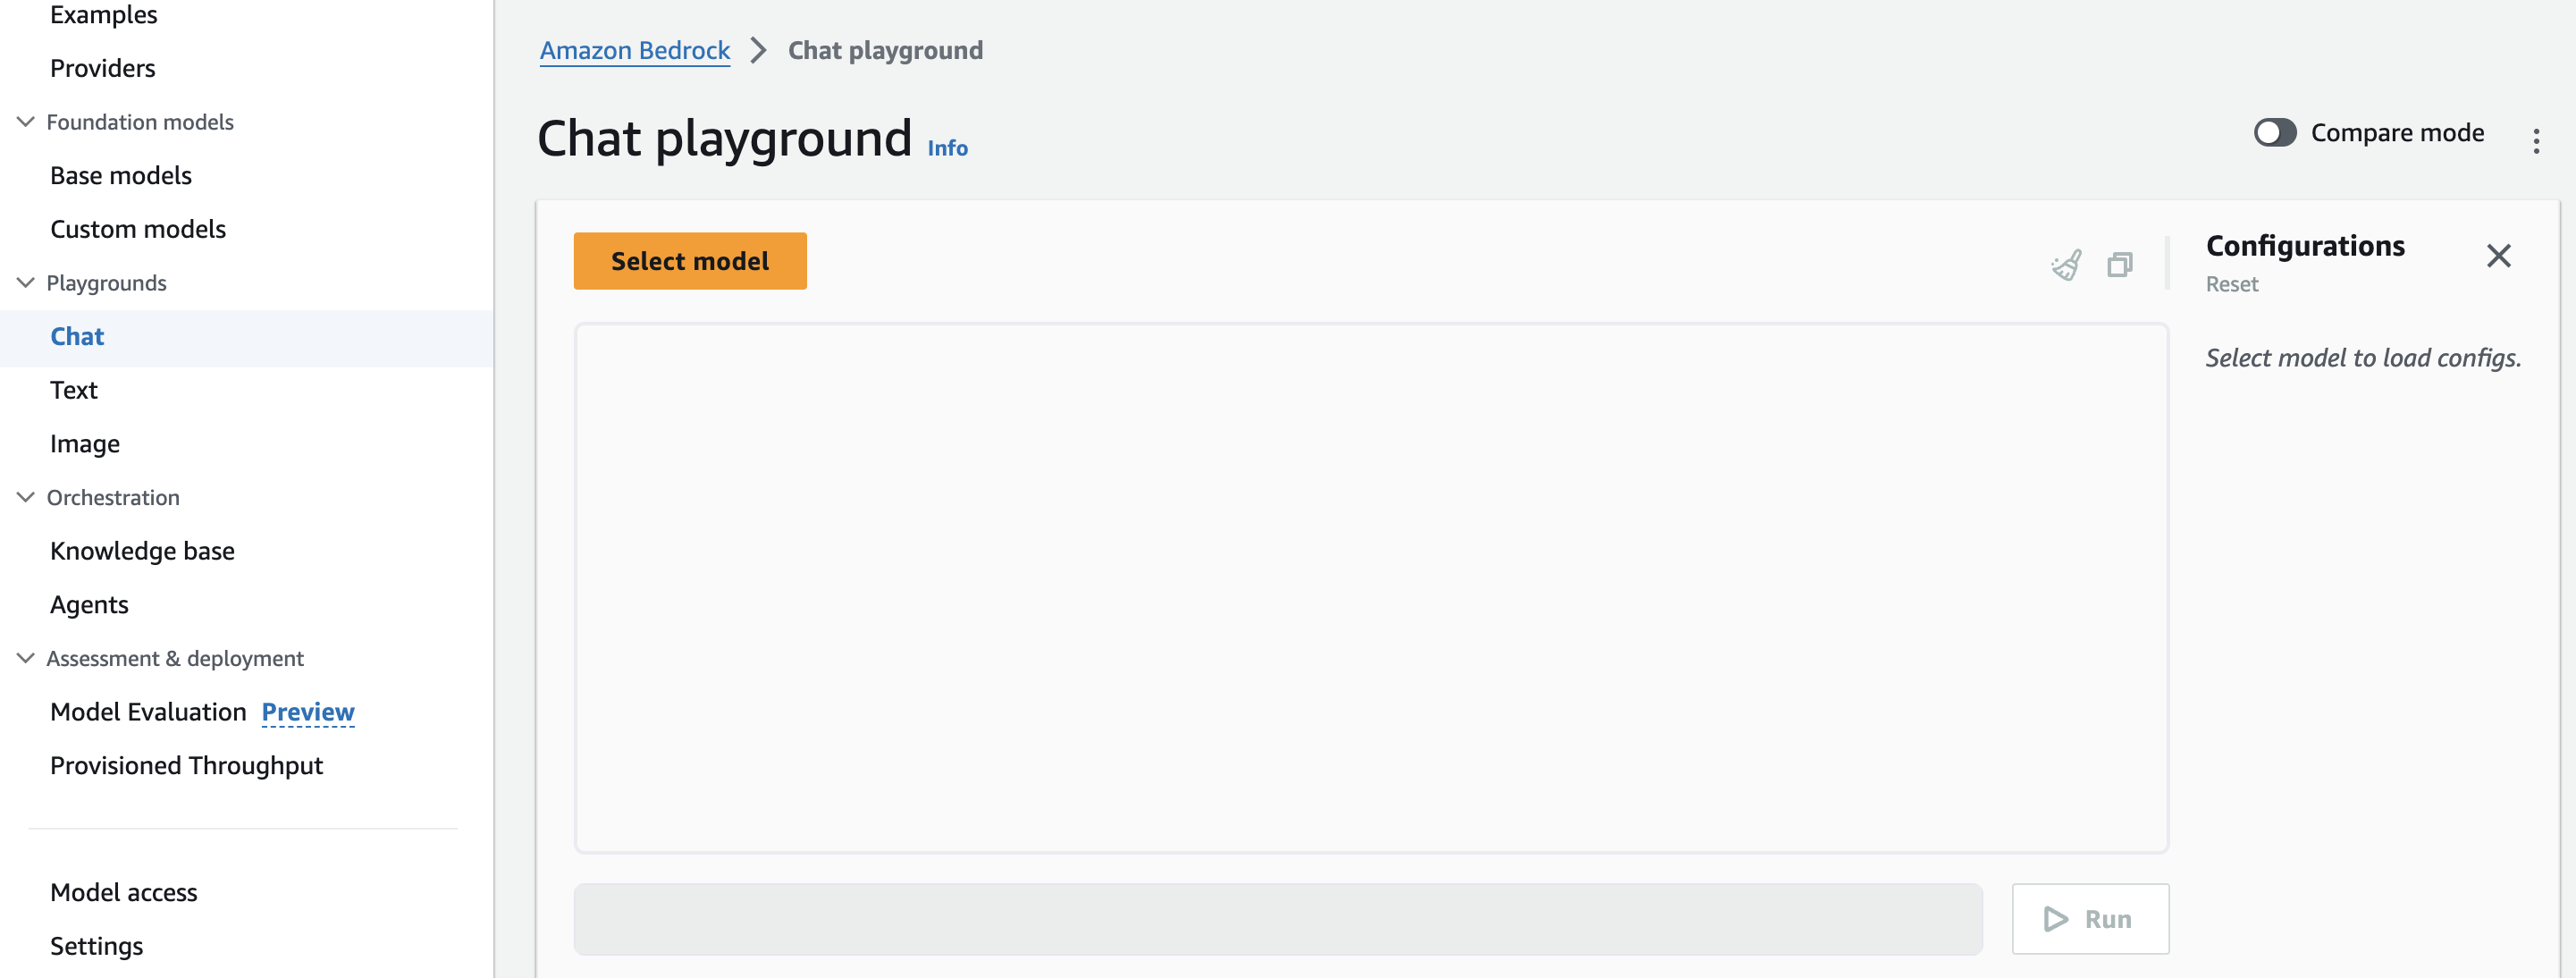 Examples
Providers
Foundation models
Base models
Custom models
Playgrounds
Chat
Text
Image
Orchestration
Knowledge base
Agents
Assessment & deployment
Model Evaluation Preview
Provisioned Throughput
Model access
Settings
Amazon Bedrock > Chat playground
Chat playground Info
Compare mode
Select model
Configurations
Reset
Select model to load configs.
Run